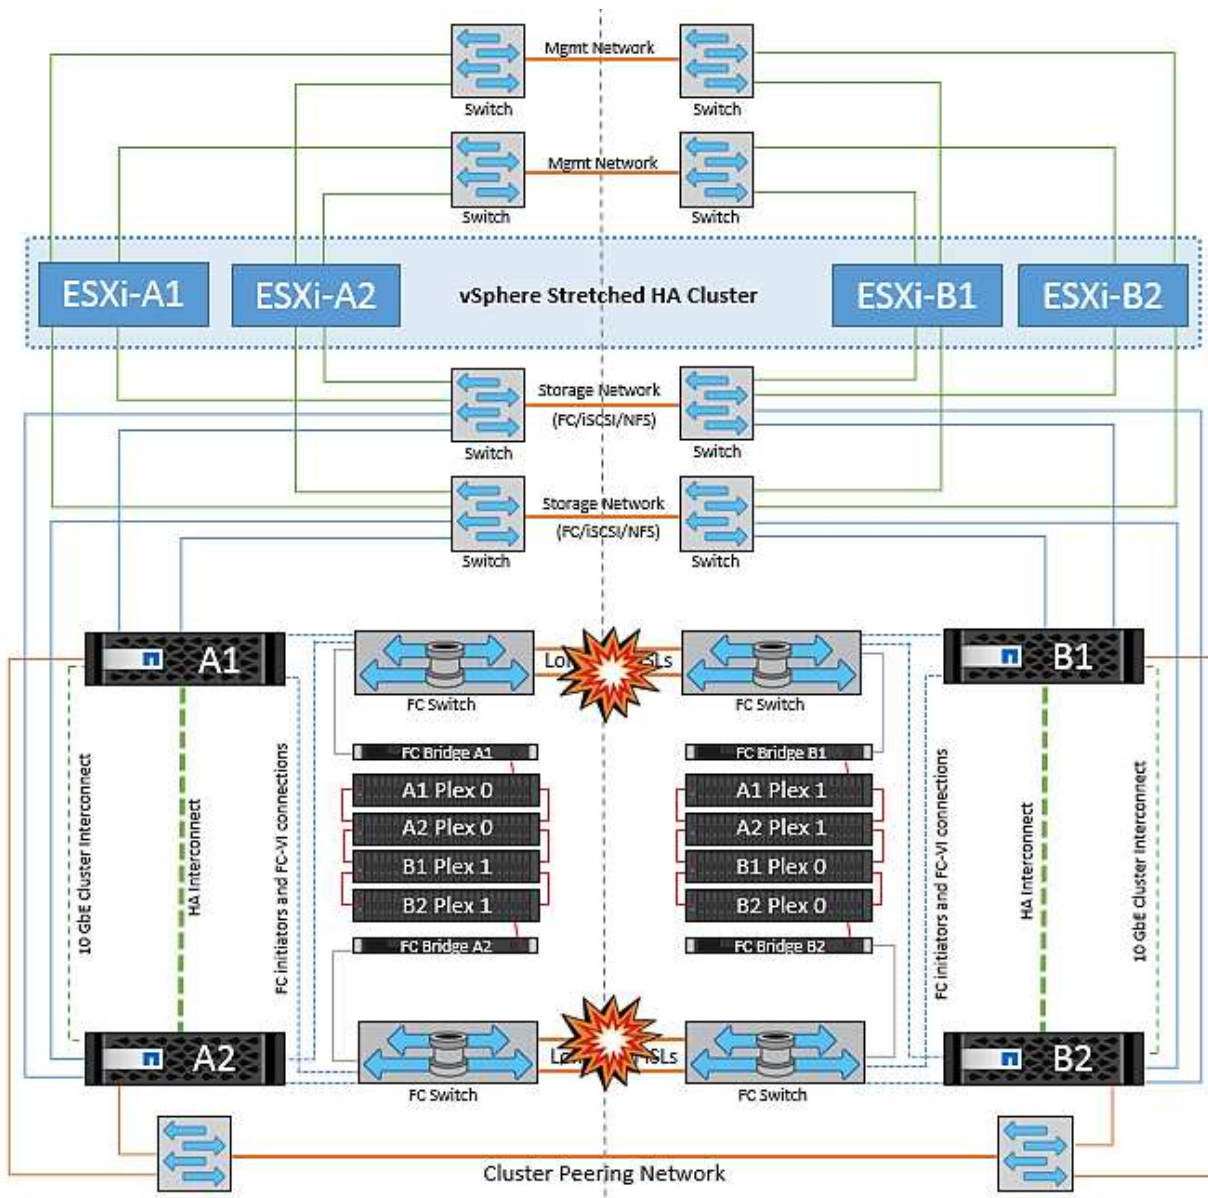 Mgmt Network
Switch
Switch
Mgmt Network
Switch
Switch
ESXi-A1
ESXi-A2
vSphere Stretched HA Cluster
ESXi-B1
ESXi-B2
Storage Network
(FC/iSCSI/NFS)
Switch
Switch
Storage Network
(FC/iSCSI/NFS)
Switch
Switch
A1
B1
SLs
FC Switch
FC Switch
10 GbE Cluster Interconnect
HA Interconnect
FC initiators and FC-VI connections
FC Bridge A1
A1 Plex 0
A2 Plex 0
B1 Plex 1
B2 Plex 1
FC Bridge A2
FC Bridge B1
A1 Plex 1
A2 Plex 1
B1 Plex 0
B2 Plex 0
FC Bridge B2
FC initiators and FC-VI connections
HA Interconnect
10 GbE Cluster Interconnect
A2
B2
ISLs
FC Switch
FC Switch
Cluster Peering Network